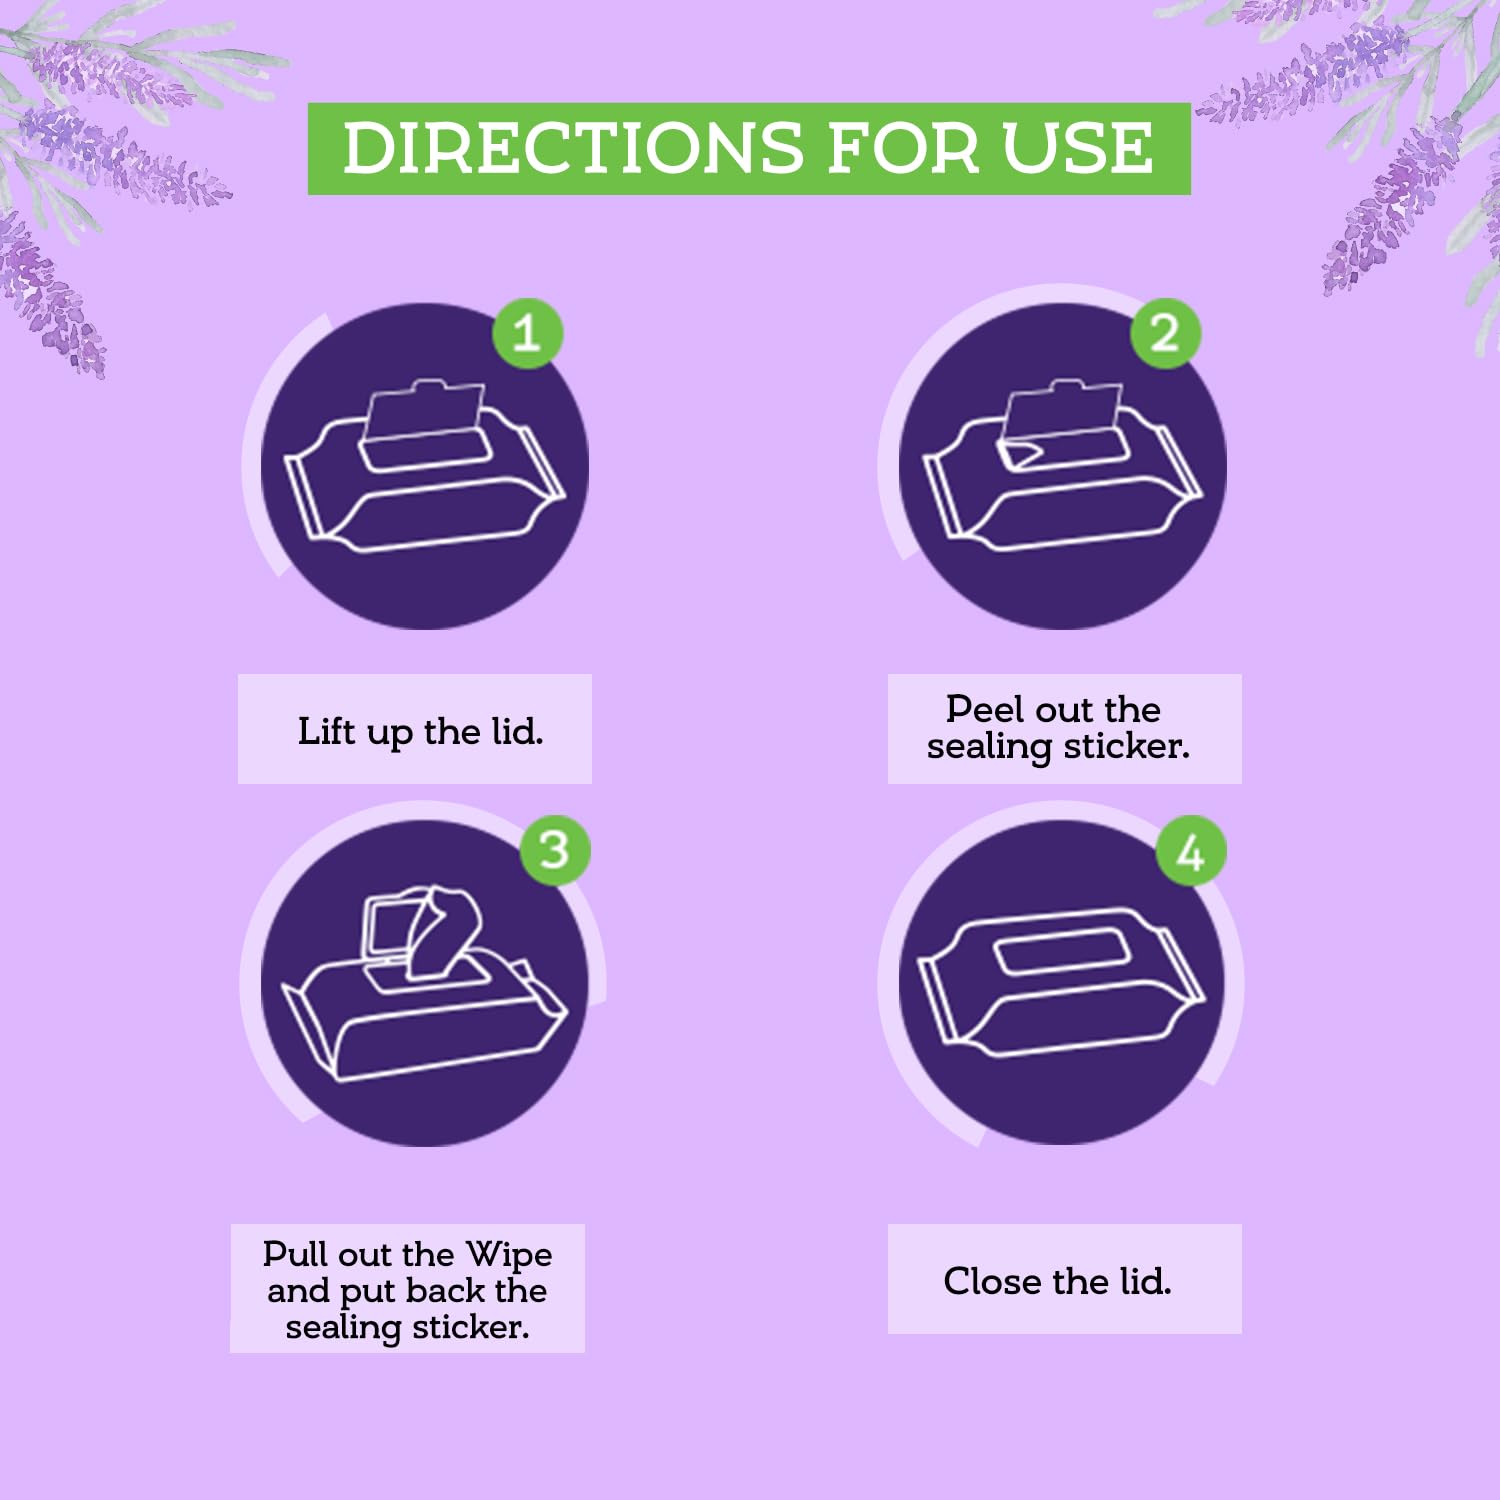 DIRECTIONS FOR USE
1
Lift up the lid.
2
Peel out the
sealing sticker.
3
Pull out the Wipe
and put back the
sealing sticker.
4
Close the lid.